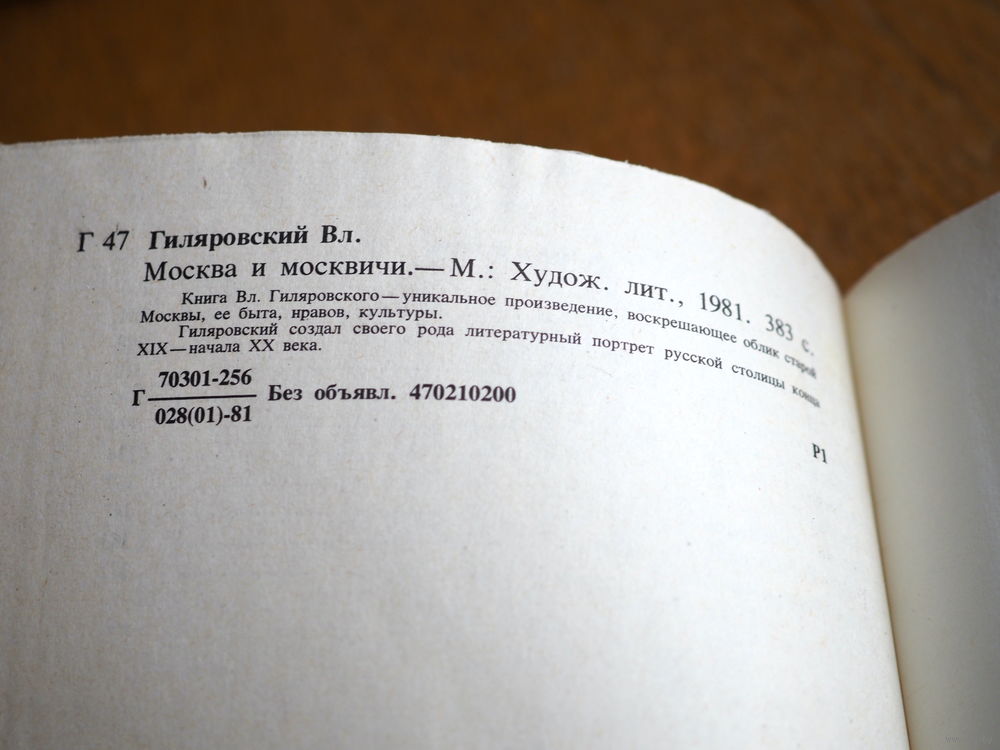 Г 47 Гиляровский Вл.
Москва и москвичи.— М.: Худож. лит., 1981. 383 с.
Книга Вл. Гиляровского — уникальное произведение, воскрешающее облик старой
Москвы, ее быта, нравов, культуры.
Гиляровский создал своего рода литературный портрет русской столицы конца
XIX — начала XX века.
Г 70301-256
028(01)-81 Без объявл. 470210200
Р1